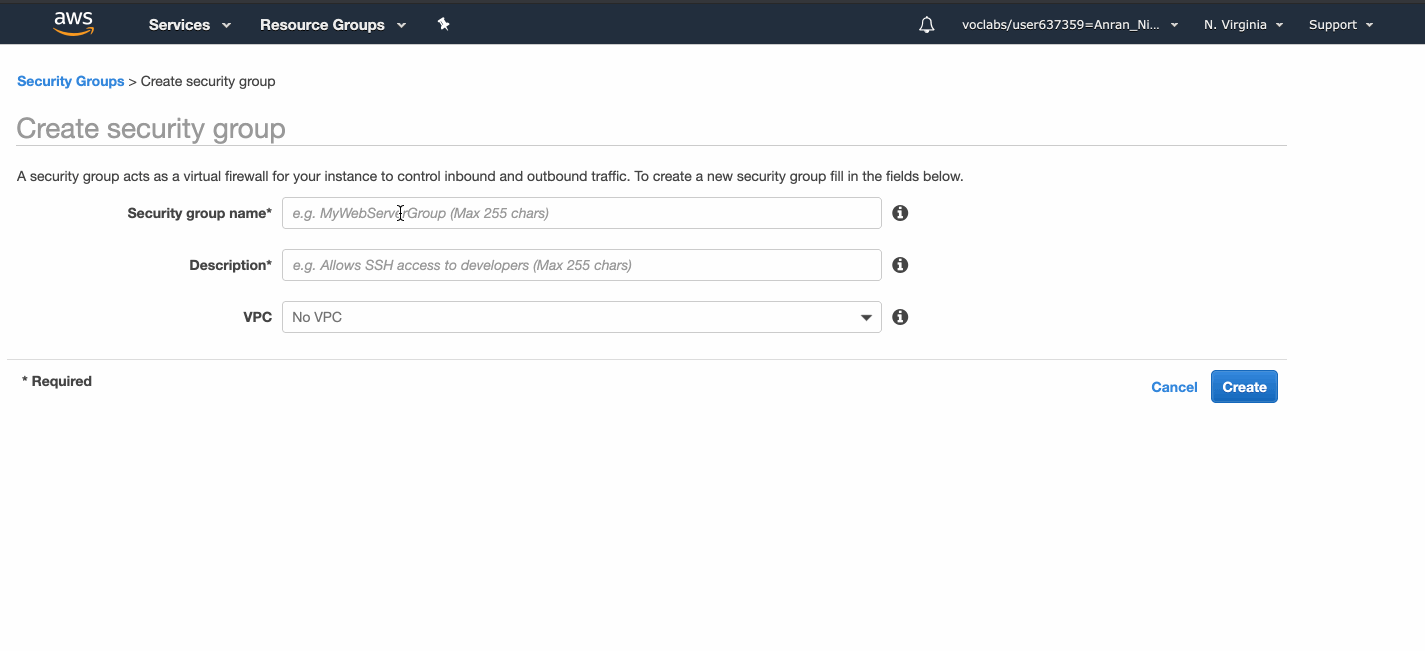 aws Services Resource Groups voclabs/user637359=Anran_Ni... N. Virginia Support
Security Groups > Create security group
Create security group
A security group acts as a virtual firewall for your instance to control inbound and outbound traffic. To create a new security group fill in the fields below.
Security group name* e.g. MyWebServerGroup (Max 255 chars)
Description* e.g. Allows SSH access to developers (Max 255 chars)
VPC No VPC
* Required
Cancel Create